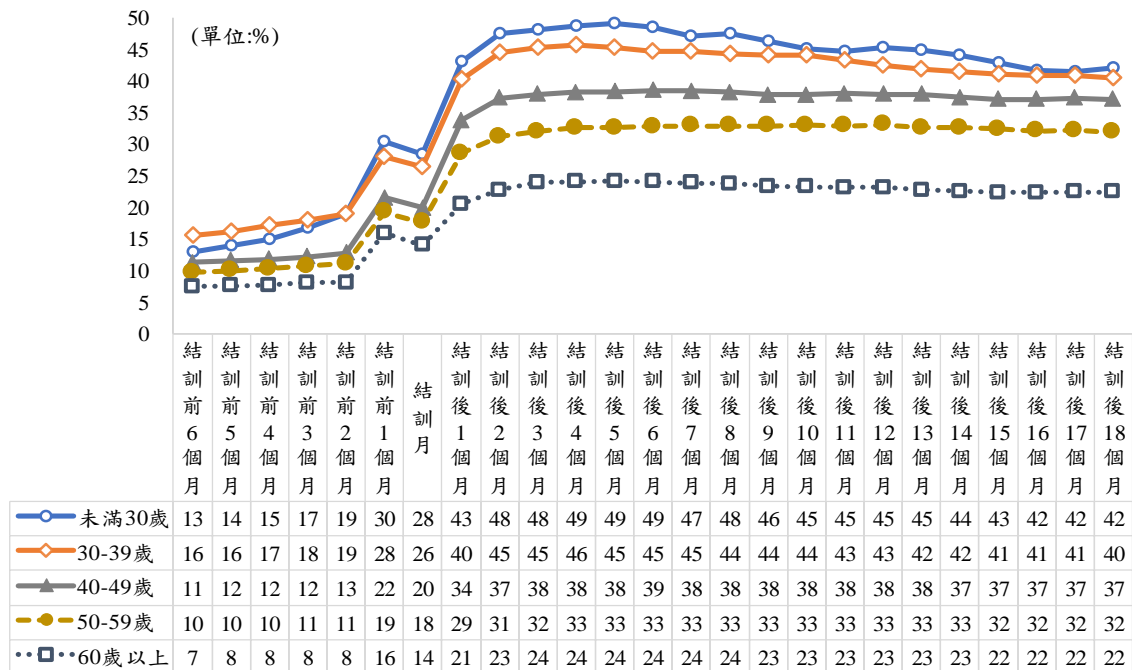 50
(單位:%)
45
40
35
30
25
20
15
10
5
0
結訓前6個月 結訓前5個月 結訓前4個月 結訓前3個月 結訓前2個月 結訓前1個月 結訓月 結訓後1個月 結訓後2個月 結訓後3個月 結訓後4個月 結訓後5個月 結訓後6個月 結訓後7個月 結訓後8個月 結訓後9個月 結訓後10個月 結訓後11個月 結訓後12個月 結訓後13個月 結訓後14個月 結訓後15個月 結訓後16個月 結訓後17個月 結訓後18個月
未滿30歲 13 14 15 17 19 30 28 43 48 48 49 49 49 47 48 46 45 45 45 45 44 43 42 42 42
30-39歲 16 16 17 18 19 28 26 40 45 45 46 45 45 45 44 44 44 43 43 42 42 41 41 41 40
40-49歲 11 12 12 12 13 22 20 34 37 38 38 38 39 38 38 38 38 38 38 38 37 37 37 37 37
50-59歲 10 10 10 11 11 19 18 29 31 32 33 33 33 33 33 33 33 33 33 33 33 32 32 32 32
60歲以上 7 8 8 8 8 16 14 21 23 24 24 24 24 24 24 23 23 23 23 23 23 22 22 22 22